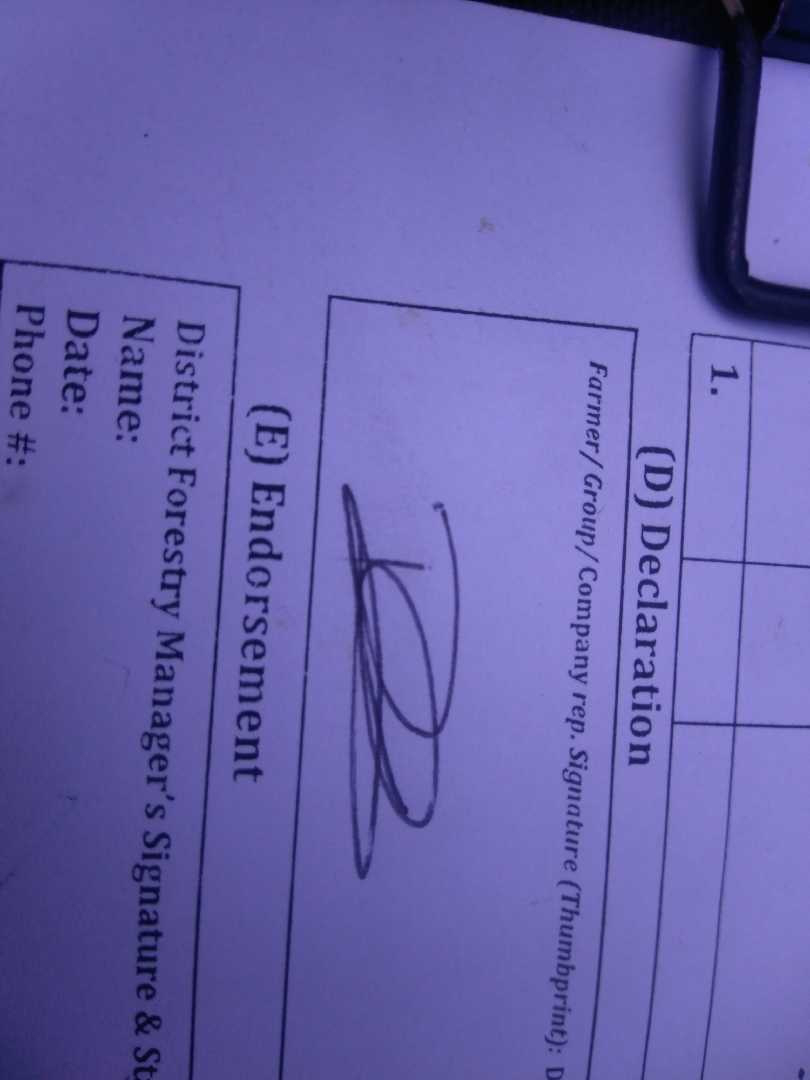 1.
(D) Declaration
Farmer/ Group/ Company rep. Signature (Thumbprint): D
(E) Endorsement
District Forestry Manager's Signature & St
Name:
Date:
Phone #: